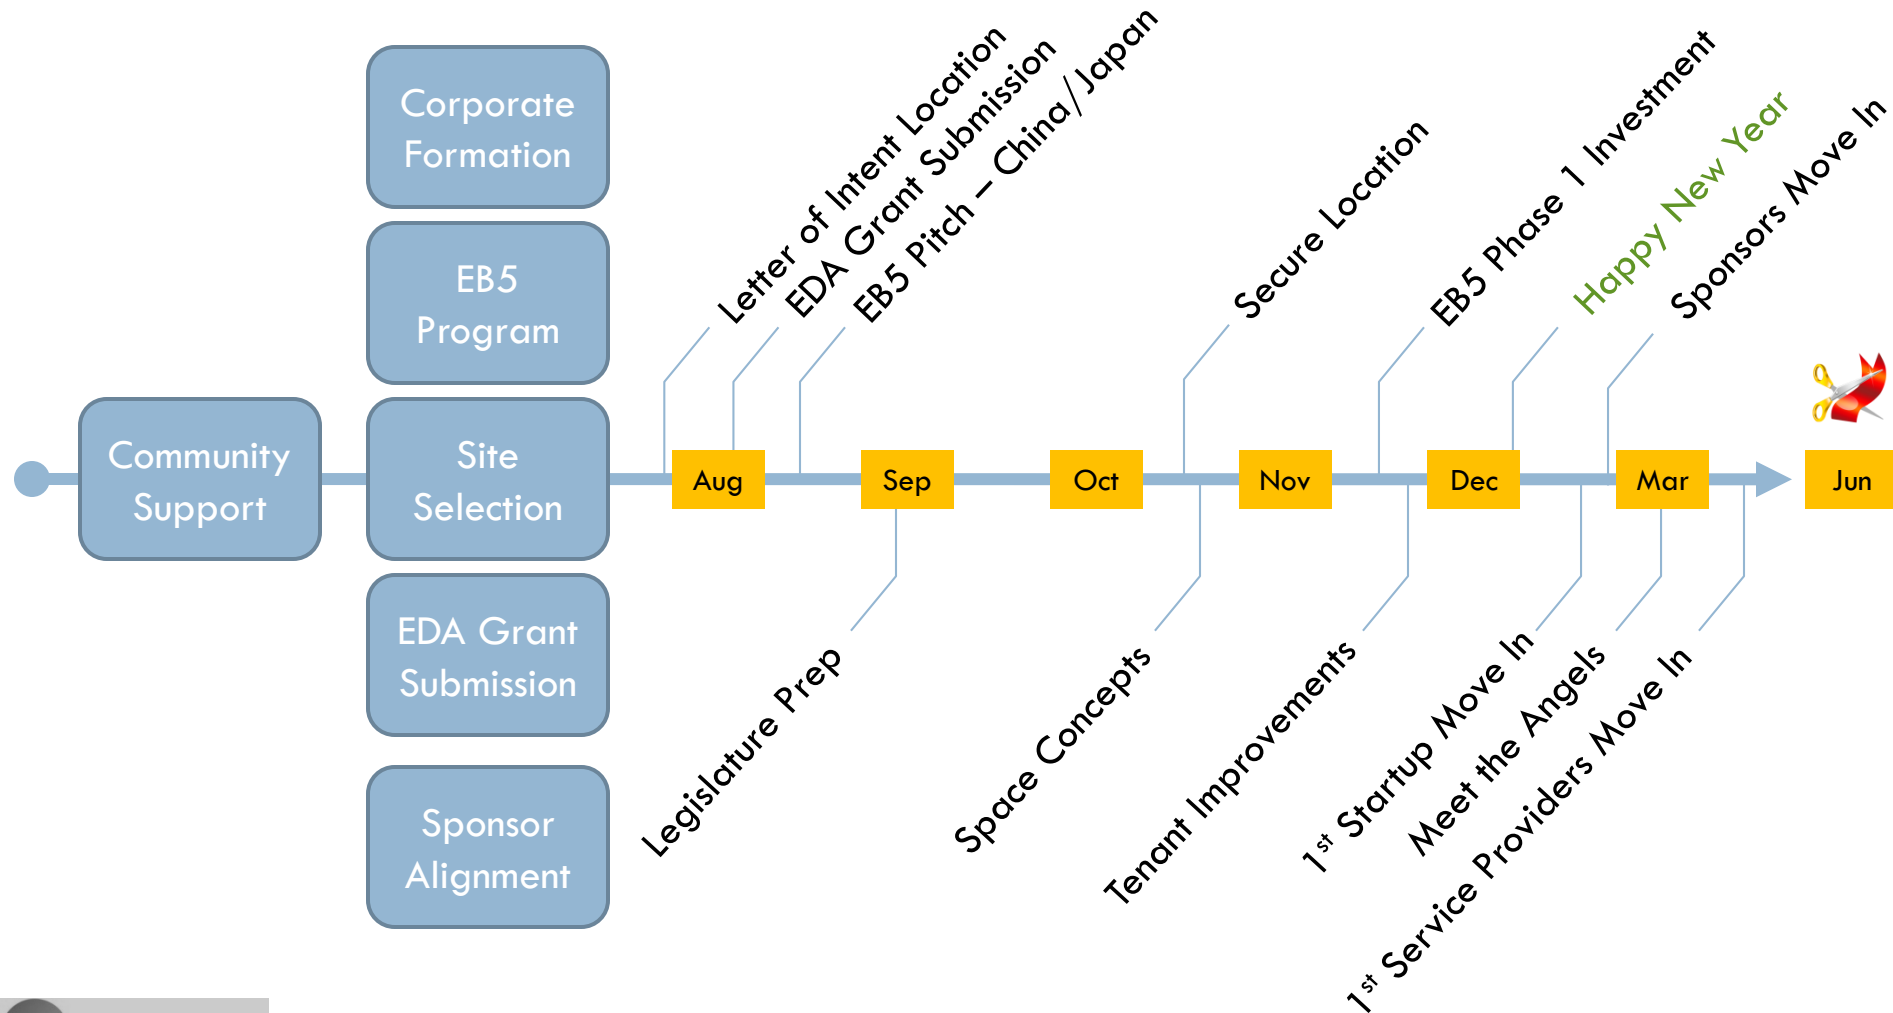 Corporate
Formation
EB5
Program
Community
Support
Site
Selection
EDA Grant
Submission
Sponsor
Alignment
Letter of Intent Location
EDA Grant Submission
EB5 Pitch – China/Japan
Secure Location
EB5 Phase 1 Investment
Happy New Year
Sponsors Move In
Aug
Sep
Oct
Nov
Dec
Mar
Jun
Legislature Prep
Space Concepts
Tenant Improvements
1st Startup Move In
Meet the Angels
1st Service Providers Move In